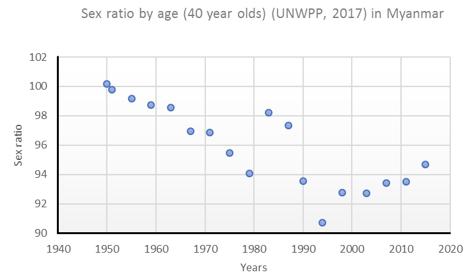 Sex ratio by age (40 year olds) (UNWPP, 2017) in Myanmar
102
100
98
96
94
92
90
Sex ratio
1940 1950 1960 1970 1980 1990 2000 2010 2020
Years